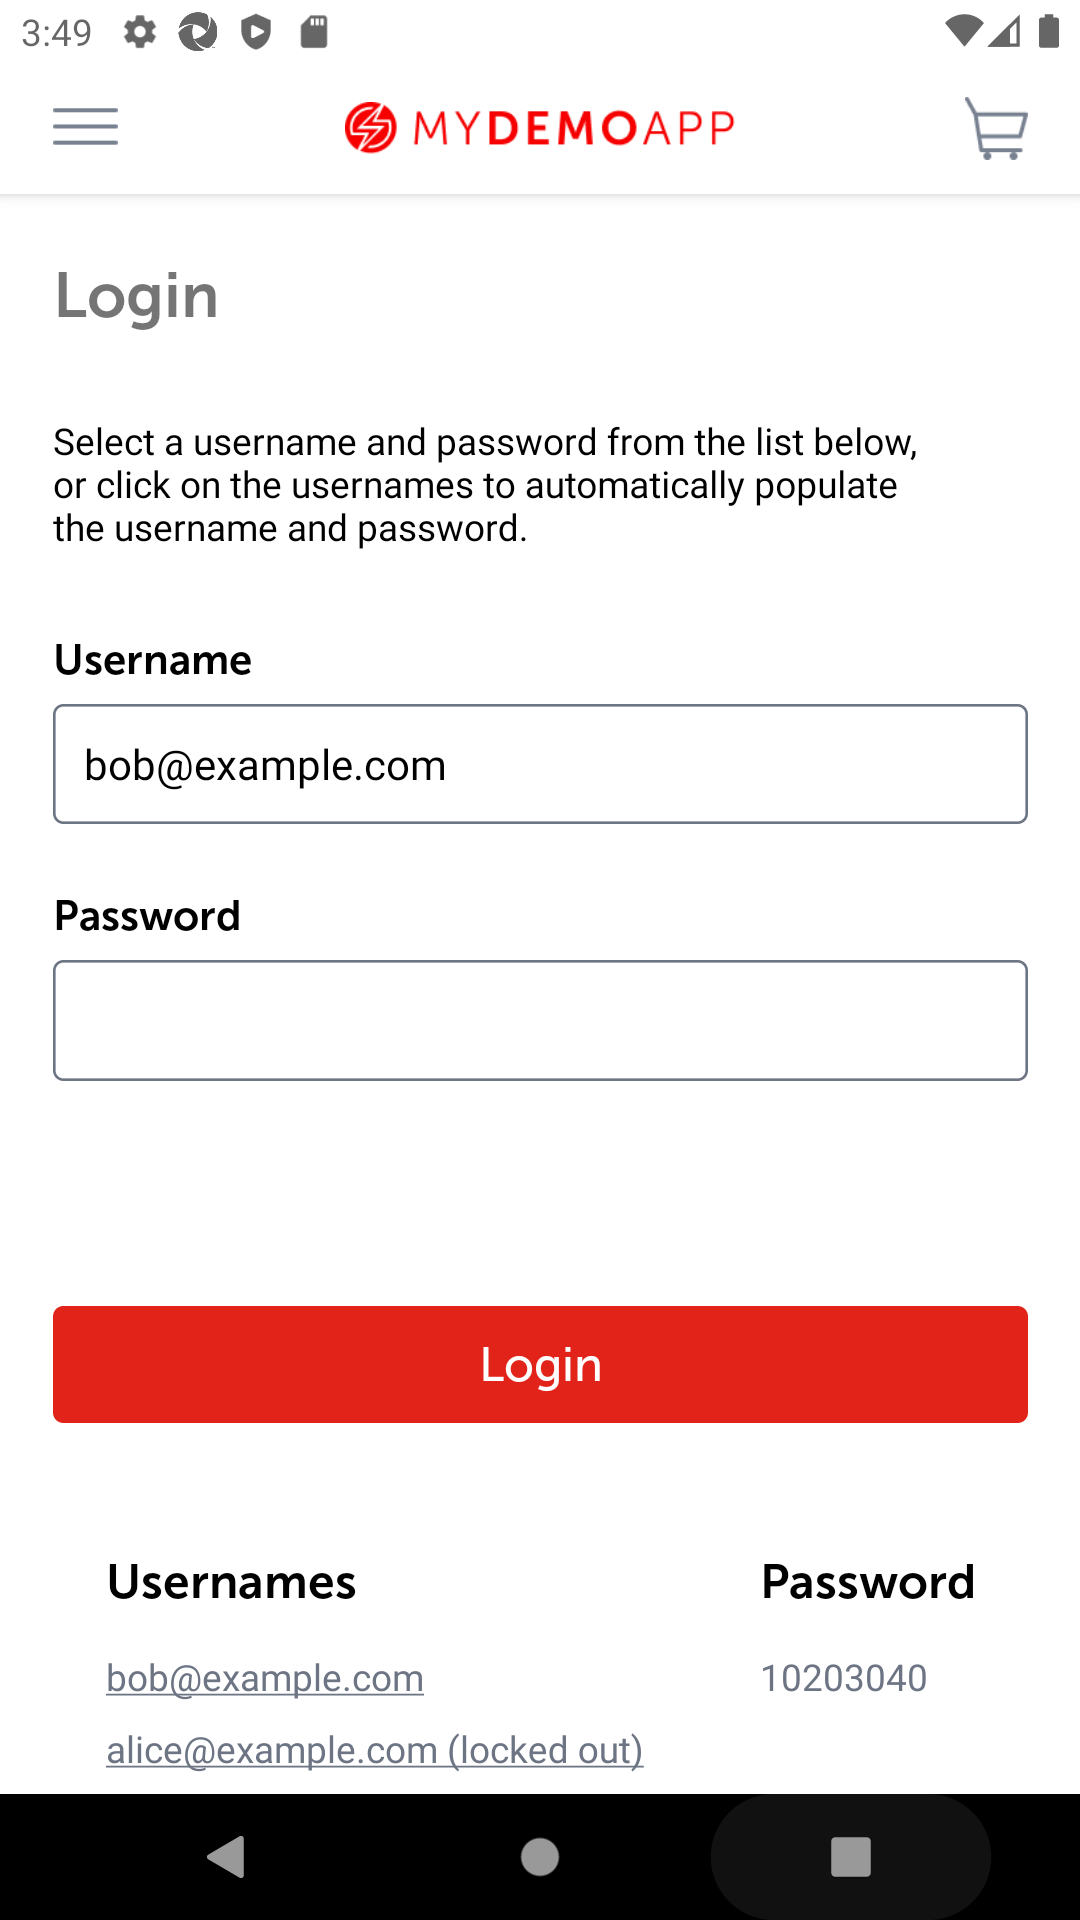 3:49
MYDEMOAPP
Login
Select a username and password from the list below,
or click on the usernames to automatically populate
the username and password.
Username
bob@example.com
Password
Login
Usernames Password
bob@example.com 10203040
alice@example.com (locked out)